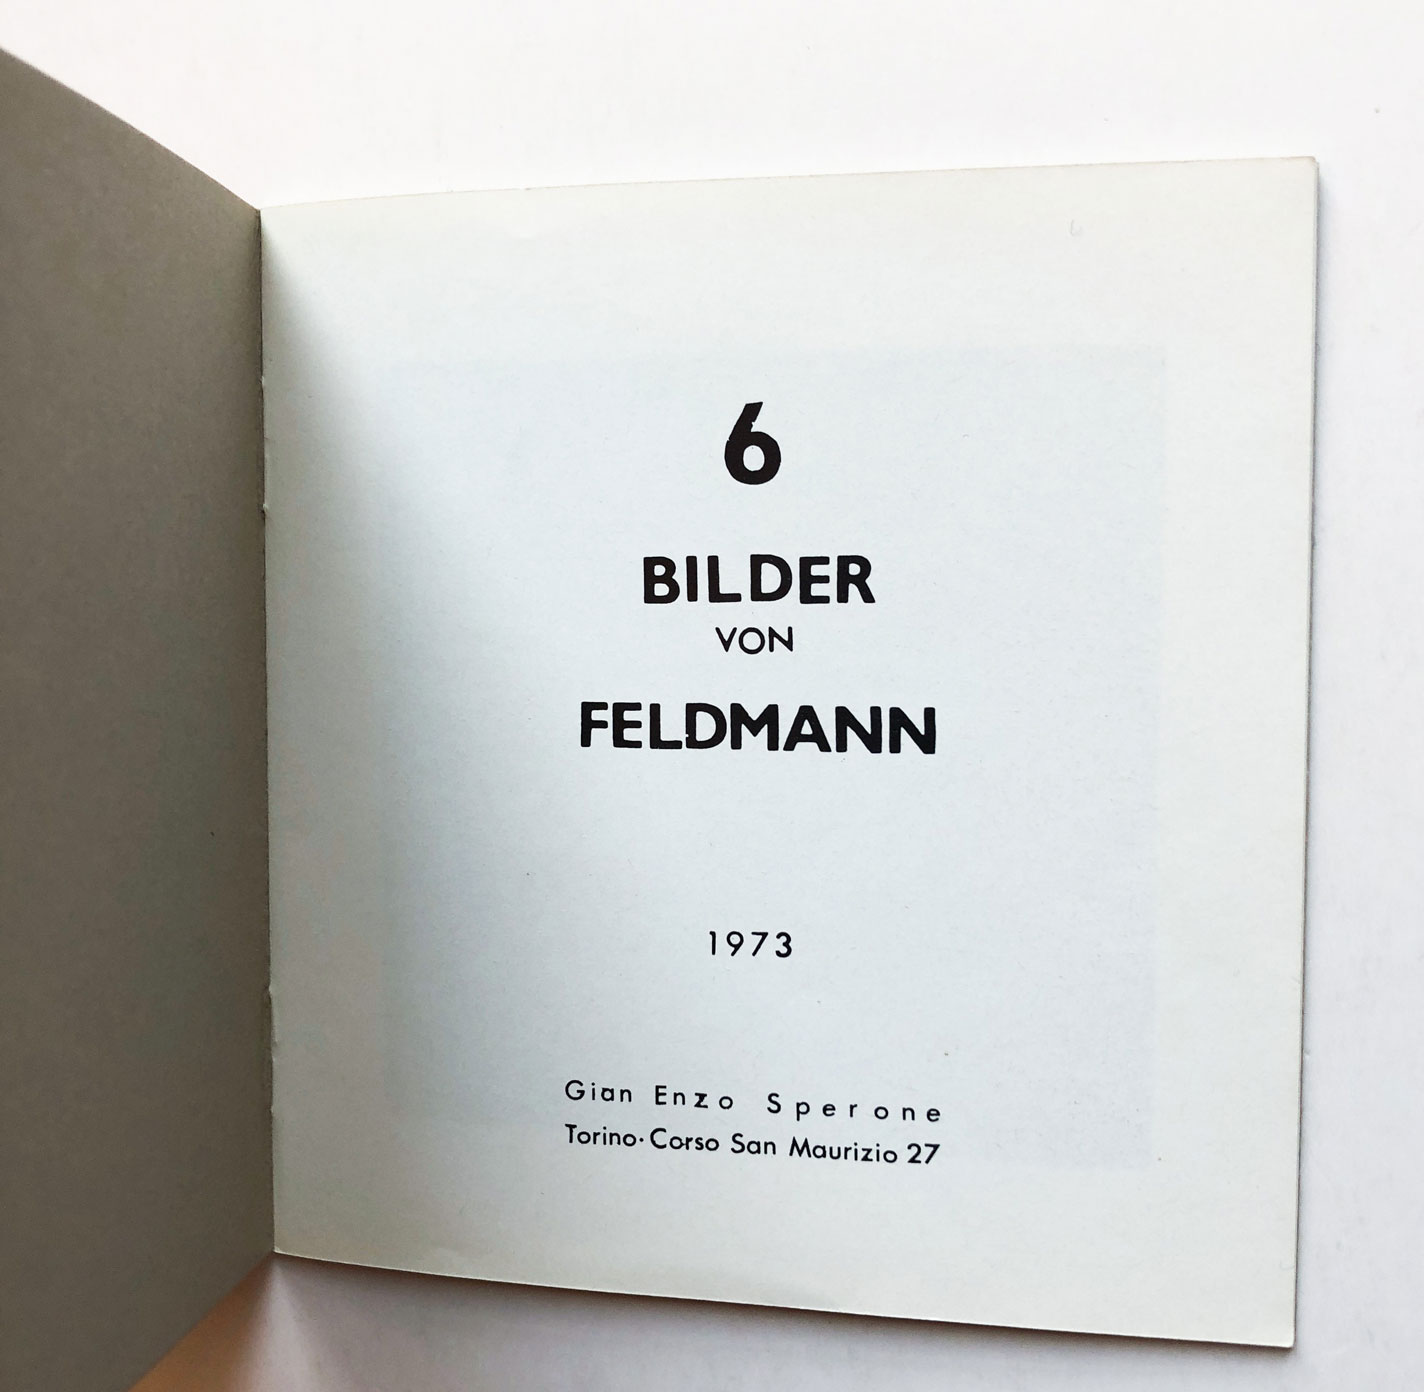 6
BILDER
VON
FELDMANN
1973
Gian Enzo Sperone
Torino · Corso San Maurizio 27